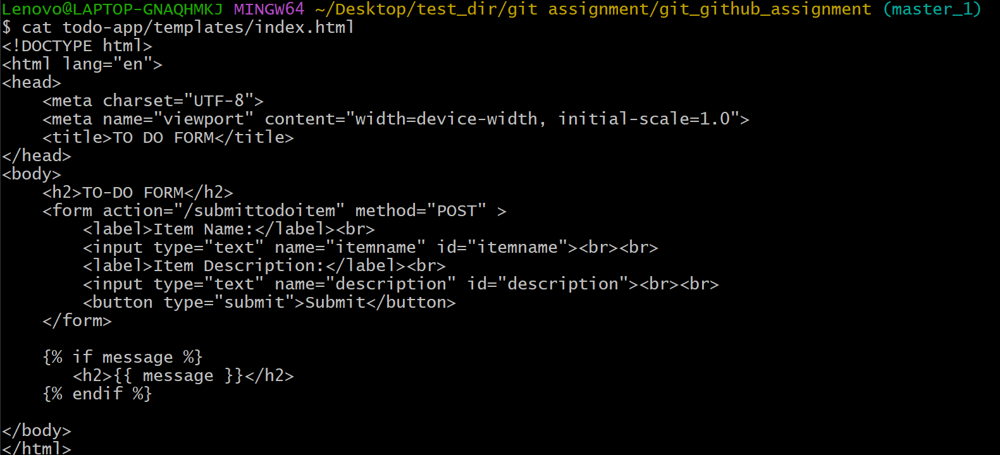 Lenovo@LAPTOP-GNAQHMKJ MINGW64 ~/Desktop/test_dir/git assignment/git_github_assignment (master_1)
$ cat todo-app/templates/index.html
<!DOCTYPE html>
<html lang="en">
<head>
    <meta charset="UTF-8">
    <meta name="viewport" content="width=device-width, initial-scale=1.0">
    <title>TO DO FORM</title>
</head>
<body>
    <h2>TO-DO FORM</h2>
    <form action="/submittodoitem" method="POST" >
        <label>Item Name:</label><br>
        <input type="text" name="itemname" id="itemname"><br><br>
        <label>Item Description:</label><br>
        <input type="text" name="description" id="description"><br><br>
        <button type="submit">Submit</button>
    </form>

    {% if message %}
       <h2>{{ message }}</h2>
    {% endif %}

</body>
</html>